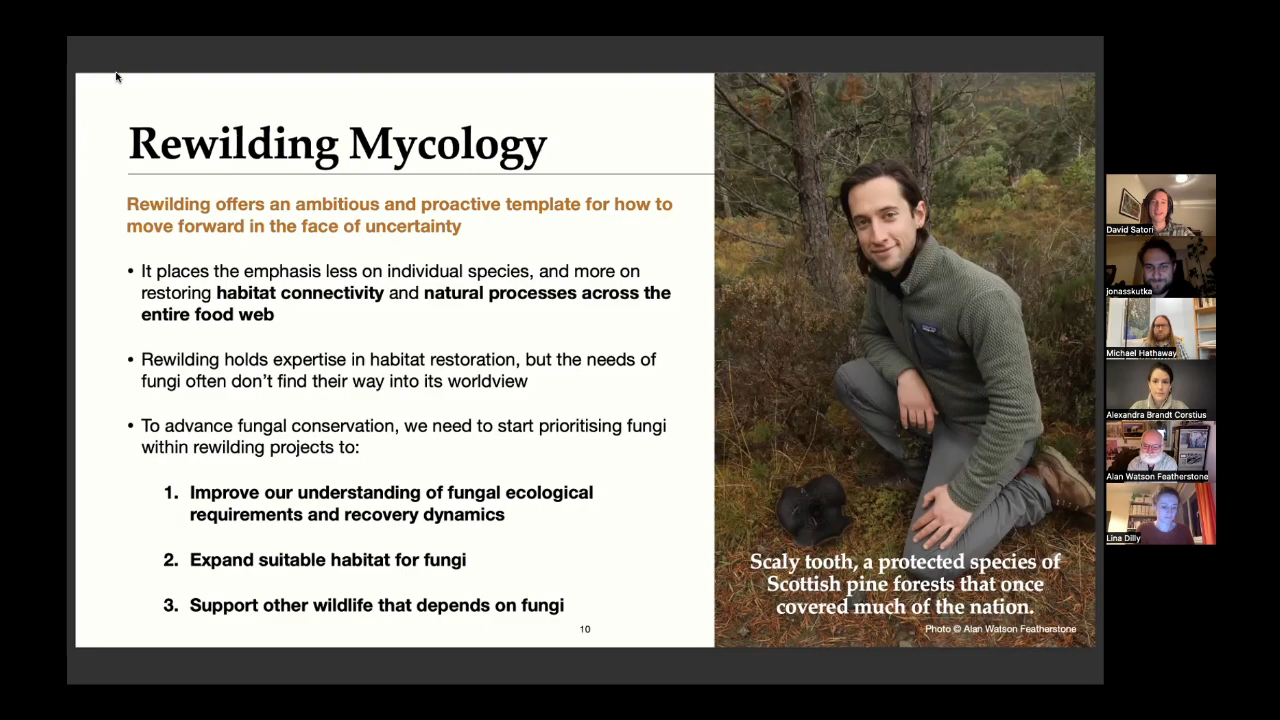 Rewilding Mycology
Rewilding offers an ambitious and proactive template for how to
move forward in the face of uncertainty
• It places the emphasis less on individual species, and more on
restoring habitat connectivity and natural processes across the
entire food web
• Rewilding holds expertise in habitat restoration, but the needs of
fungi often don't find their way into its worldview
• To advance fungal conservation, we need to start prioritising fungi
within rewilding projects to:
1. Improve our understanding of fungal ecological
requirements and recovery dynamics
2. Expand suitable habitat for fungi
3. Support other wildlife that depends on fungi
10
Scaly tooth, a protected species of
Scottish pine forests that once
covered much of the nation.
Photo © Alan Watson Featherstone
David Satori
jonasskutka
Michael Hathaway
Alexandra Brandt Corstius
Alan Watson Featherstone
Lina Dilly